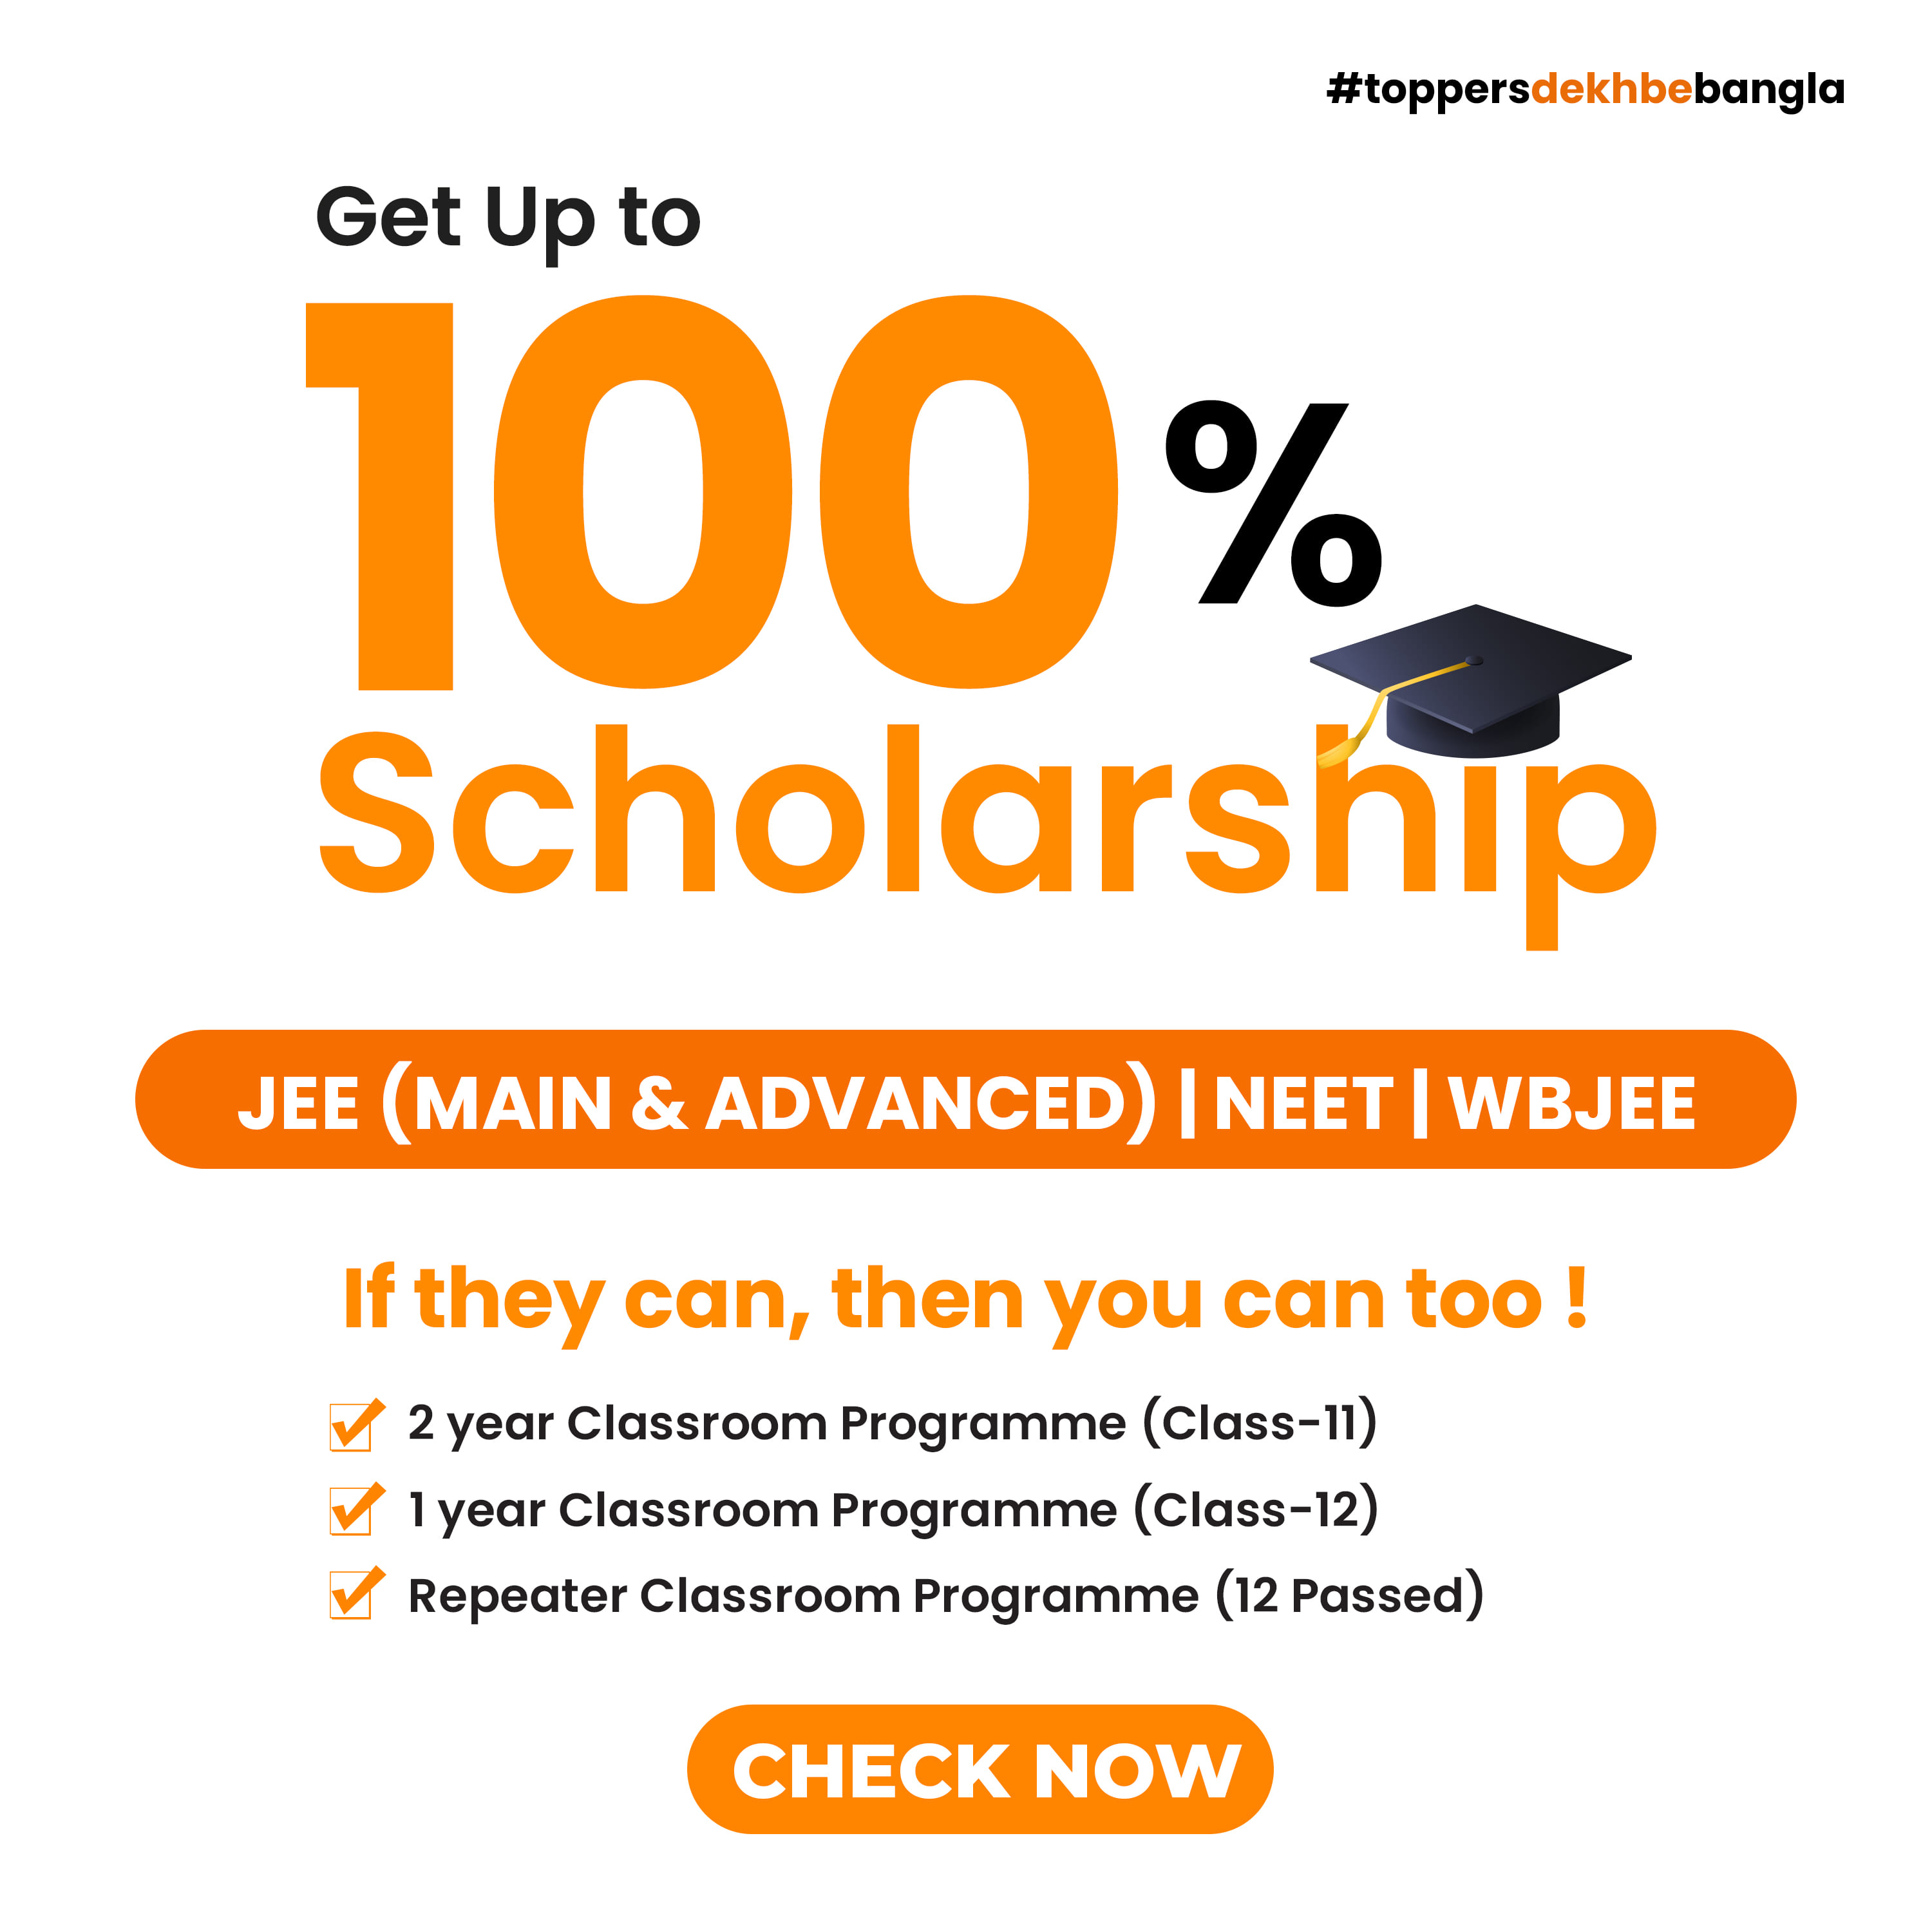 #toppersdekhbebangla
Get Up to
100%
Scholarship
JEE (MAIN & ADVANCED) | NEET | WBJEE
If they can, then you can too !
2 year Classroom Programme (Class-11)
1 year Classroom Programme (Class-12)
Repeater Classroom Programme (12 Passed)
CHECK NOW